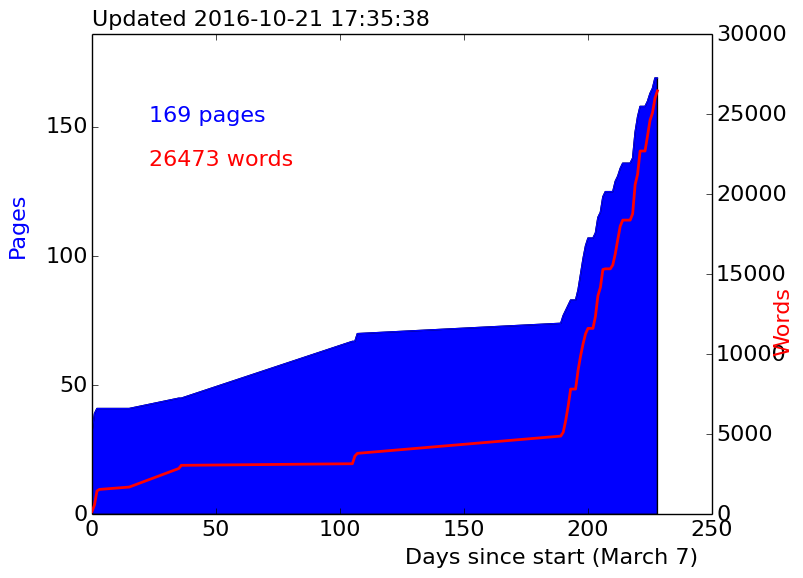 Updated 2016-10-21 17:35:38
169 pages
26473 words
Pages
150
100
50
0
30000
25000
20000
15000
10000
5000
0
Words
0 50 100 150 200 250
Days since start (March 7)